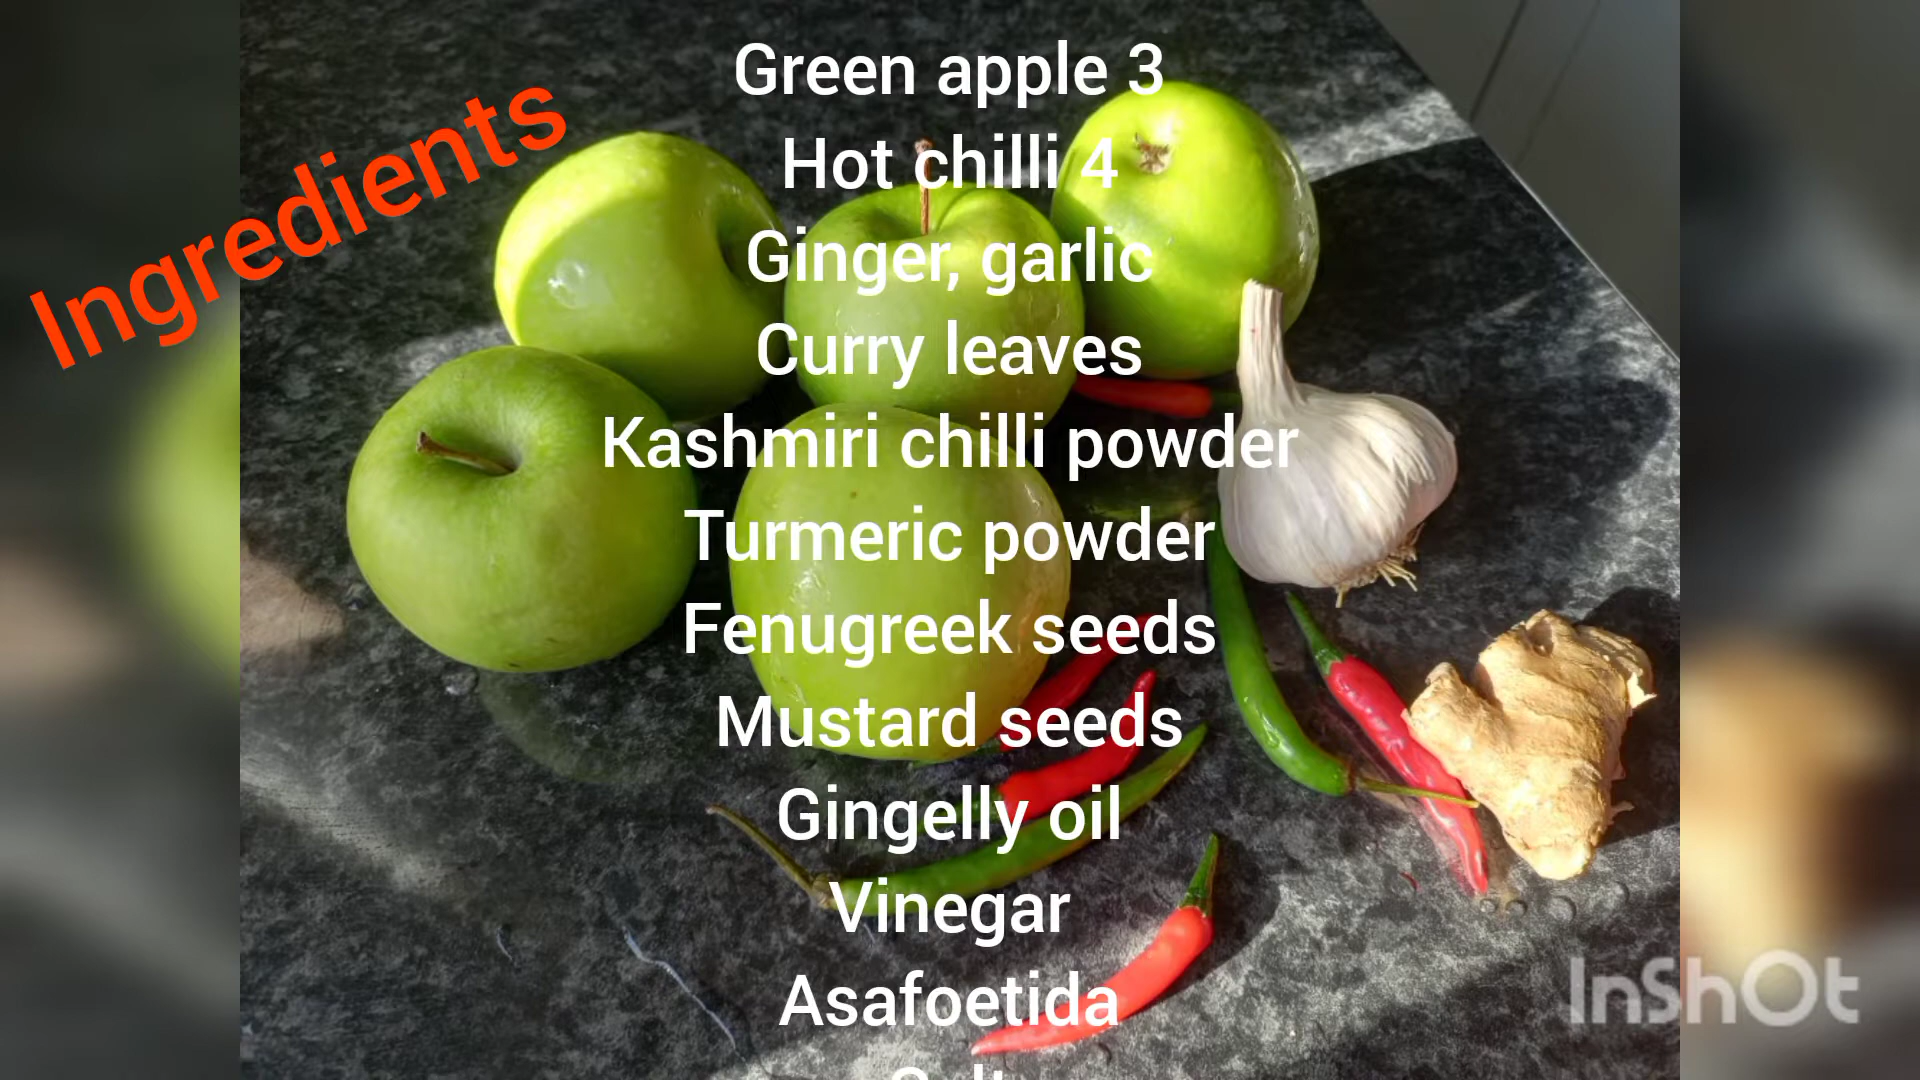 Ingredients
Green apple 3
Hot chilli 4
Ginger, garlic
Curry leaves
Kashmiri chilli powder
Turmeric powder
Fenugreek seeds
Mustard seeds
Gingelly oil
Vinegar
Asafoetida
InShOt